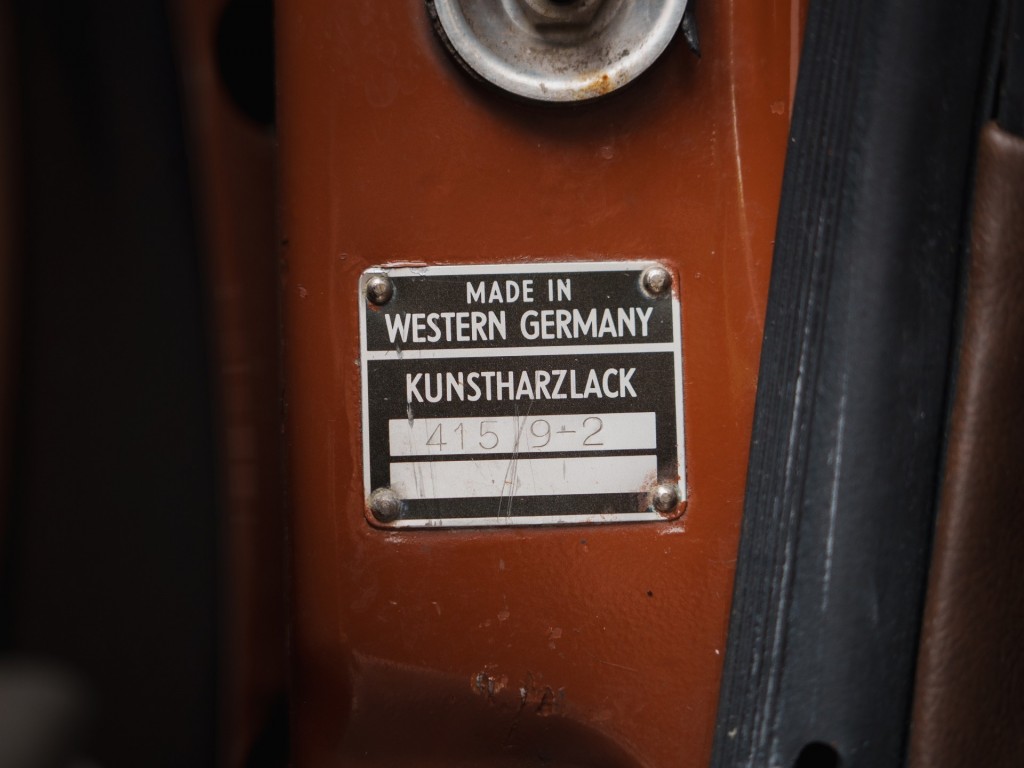 MADE IN
WESTERN GERMANY
KUNSTHARZLACK
415 9-2